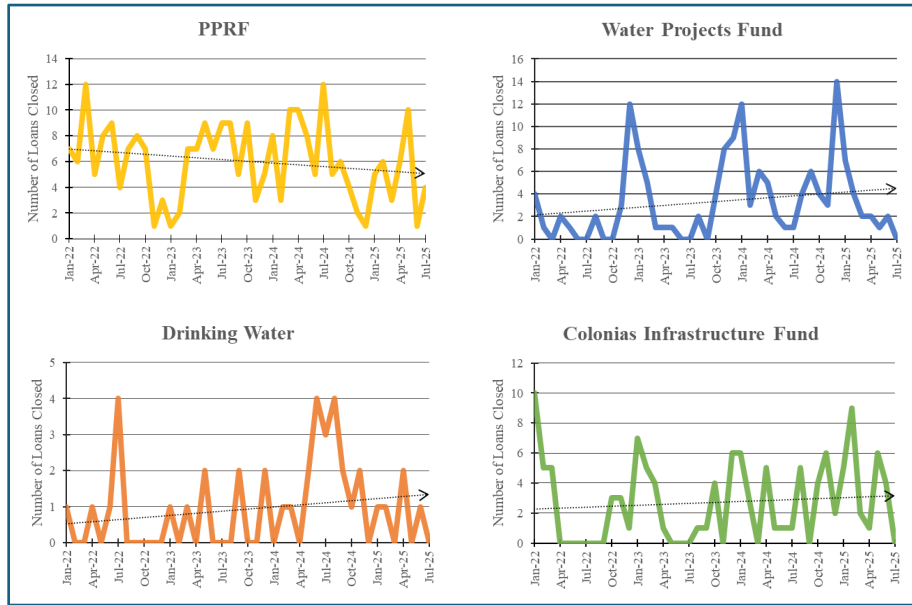 PPRF
Number of Loans Closed
14
12
10
8
6
4
2
0
Jan-22
Apr-22
Jul-22
Oct-22
Jan-23
Apr-23
Jul-23
Oct-23
Jan-24
Apr-24
Jul-24
Oct-24
Jan-25
Apr-25
Jul-25
Water Projects Fund
Number of Loans Closed
16
14
12
10
8
6
4
2
0
Jan-22
Apr-22
Jul-22
Oct-22
Jan-23
Apr-23
Jul-23
Oct-23
Jan-24
Apr-24
Jul-24
Oct-24
Jan-25
Apr-25
Jul-25
Drinking Water
Number of Loans Closed
5
4
3
2
1
0
Jan-22
Apr-22
Jul-22
Oct-22
Jan-23
Apr-23
Jul-23
Oct-23
Jan-24
Apr-24
Jul-24
Oct-24
Jan-25
Apr-25
Jul-25
Colonias Infrastructure Fund
Number of Loans Closed
12
10
8
6
4
2
0
Jan-22
Apr-22
Jul-22
Oct-22
Jan-23
Apr-23
Jul-23
Oct-23
Jan-24
Apr-24
Jul-24
Oct-24
Jan-25
Apr-25
Jul-25